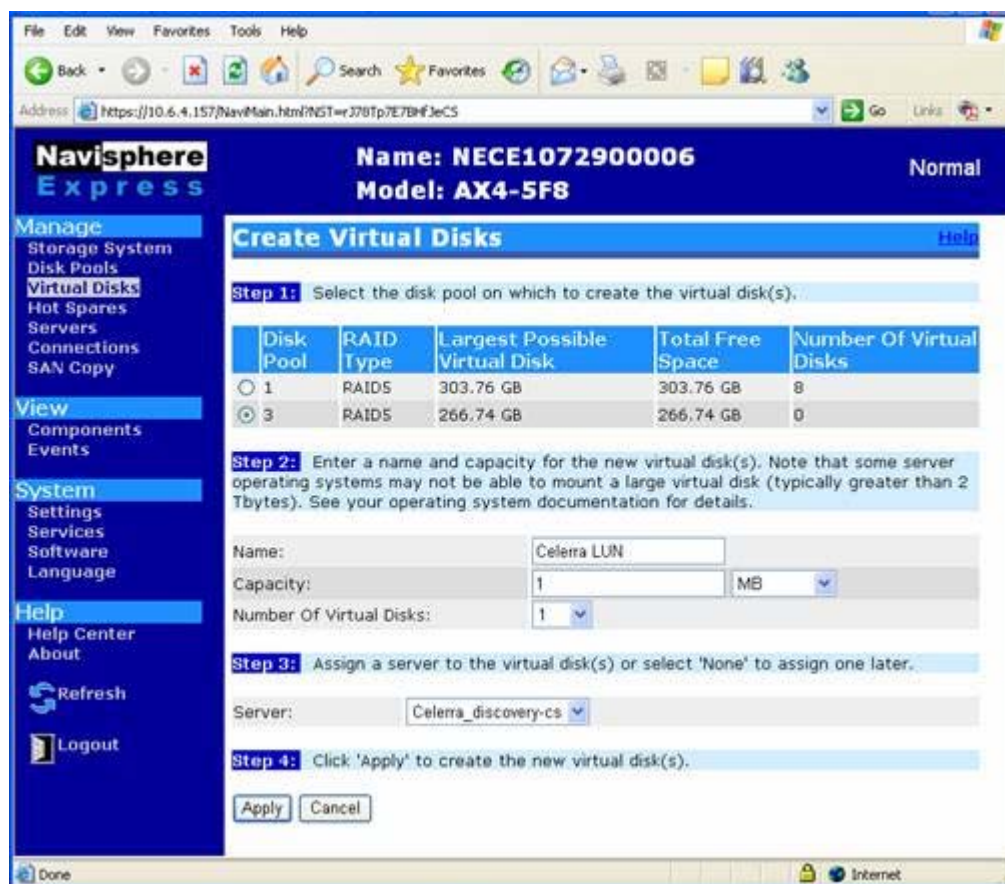 File Edit View Favorites Tools Help
Back Search Favorites
Address https://10.6.4.157/NaviMain.html?NST=rJ78Tp7E7BHfJeCS Go Links
Navisphere
Express
Name: NECE1072900006
Model: AX4-5F8
Normal
Manage
Storage System
Disk Pools
Virtual Disks
Hot Spares
Servers
Connections
SAN Copy
View
Components
Events
System
Settings
Services
Software
Language
Help
Help Center
About
Refresh
Logout
Create Virtual Disks Help
Step 1: Select the disk pool on which to create the virtual disk(s).
Disk Pool RAID Type Largest Possible Virtual Disk Total Free Space Number Of Virtual Disks
1 RAID5 303.76 GB 303.76 GB 8
3 RAID5 266.74 GB 266.74 GB 0
Step 2: Enter a name and capacity for the new virtual disk(s). Note that some server
operating systems may not be able to mount a large virtual disk (typically greater than 2
Tbytes). See your operating system documentation for details.
Name: Celerra LUN
Capacity: 1 MB
Number Of Virtual Disks: 1
Step 3: Assign a server to the virtual disk(s) or select 'None' to assign one later.
Server: Celerra_discovery-cs
Step 4: Click 'Apply' to create the new virtual disk(s).
Apply Cancel
Done Internet